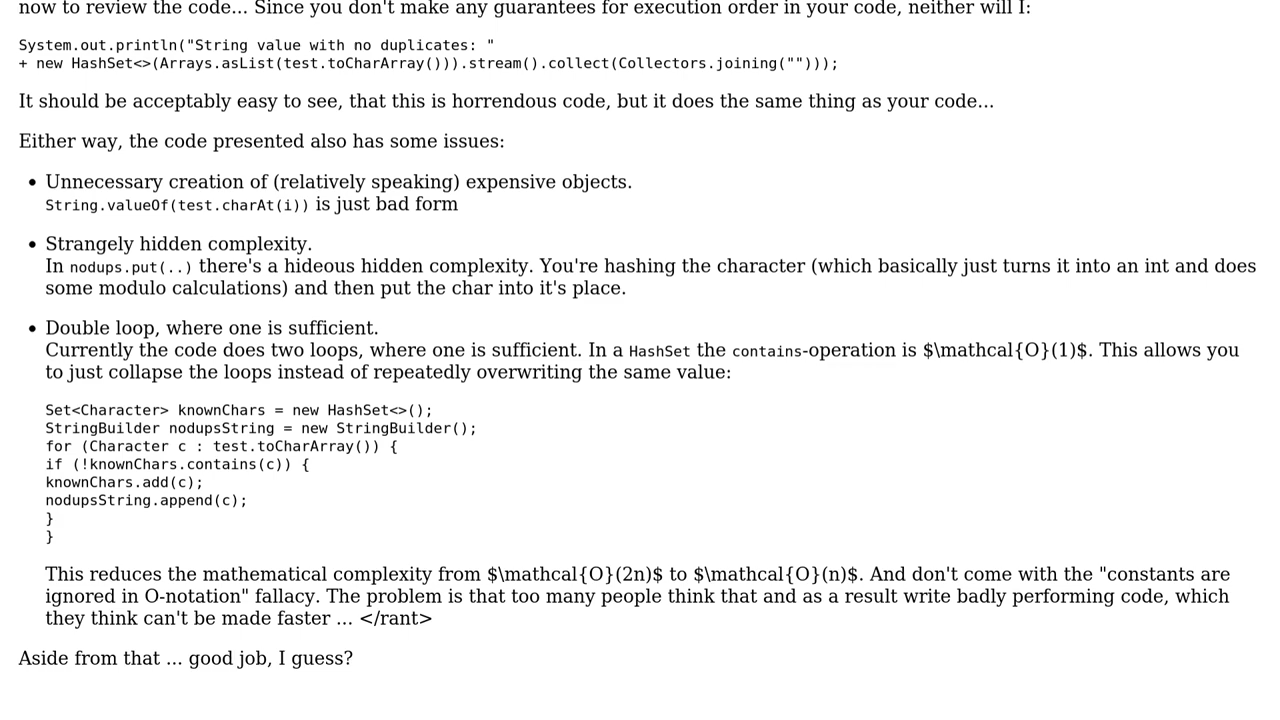 now to review the code... Since you don't make any guarantees for execution order in your code, neither will I:
System.out.println("String value with no duplicates: "
+ new HashSet<>(Arrays.asList(test.toCharArray())).stream().collect(Collectors.joining("")));
It should be acceptably easy to see, that this is horrendous code, but it does the same thing as your code...
Either way, the code presented also has some issues:
• Unnecessary creation of (relatively speaking) expensive objects.
String.valueOf(test.charAt(i)) is just bad form
• Strangely hidden complexity.
In nodups.put(..) there's a hideous hidden complexity. You're hashing the character (which basically just turns it into an int and does
some modulo calculations) and then put the char into it's place.
• Double loop, where one is sufficient.
Currently the code does two loops, where one is sufficient. In a HashSet the contains-operation is $\mathcal{O}(1)$. This allows you
to just collapse the loops instead of repeatedly overwriting the same value:
Set<Character> knownChars = new HashSet<>();
StringBuilder nodupsString = new StringBuilder();
for (Character c : test.toCharArray()) {
if (!knownChars.contains(c)) {
knownChars.add(c);
nodupsString.append(c);
}
}
This reduces the mathematical complexity from $\mathcal{O}(2n)$ to $\mathcal{O}(n)$. And don't come with the "constants are
ignored in O-notation" fallacy. The problem is that too many people think that and as a result write badly performing code, which
they think can't be made faster ... </rant>
Aside from that ... good job, I guess?